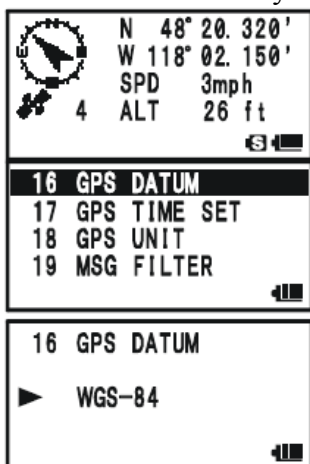 N 48° 20. 320'
W 118° 02. 150'
SPD 3mph
4 ALT 26 ft
S
16 GPS DATUM
17 GPS TIME SET
18 GPS UNIT
19 MSG FILTER
16 GPS DATUM
▶ WGS-84